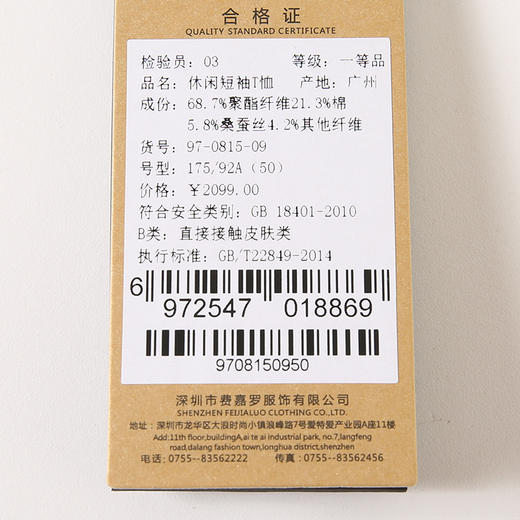 合格证
QUALITY STANDARD CERTIFICATE
检验员：03 等级：一等品
品名：休闲短袖T恤 产地：广州
成份：68.7%聚酯纤维21.3%棉
5.8%桑蚕丝4.2%其他纤维
货号：97-0815-09
号型：175/92A（50）
价格：￥2099.00
符合安全类别：GB 18401-2010
B类：直接接触皮肤类
执行标准：GB/T22849-2014
6 972547 018869
9708150950
深圳市费嘉罗服饰有限公司
SHENZHEN FEIJIALUO CLOTHING CO.,LTD.
地址：深圳市龙华区大浪时尚小镇浪峰路7号爱特爱产业园A座11楼
Add:11th floor,buildingA,ai te ai industrial park, no.7,langfeng
road,dalang fashion town,longhua district,shenzhen
电话：0755--83562222 传真：0755--83562456